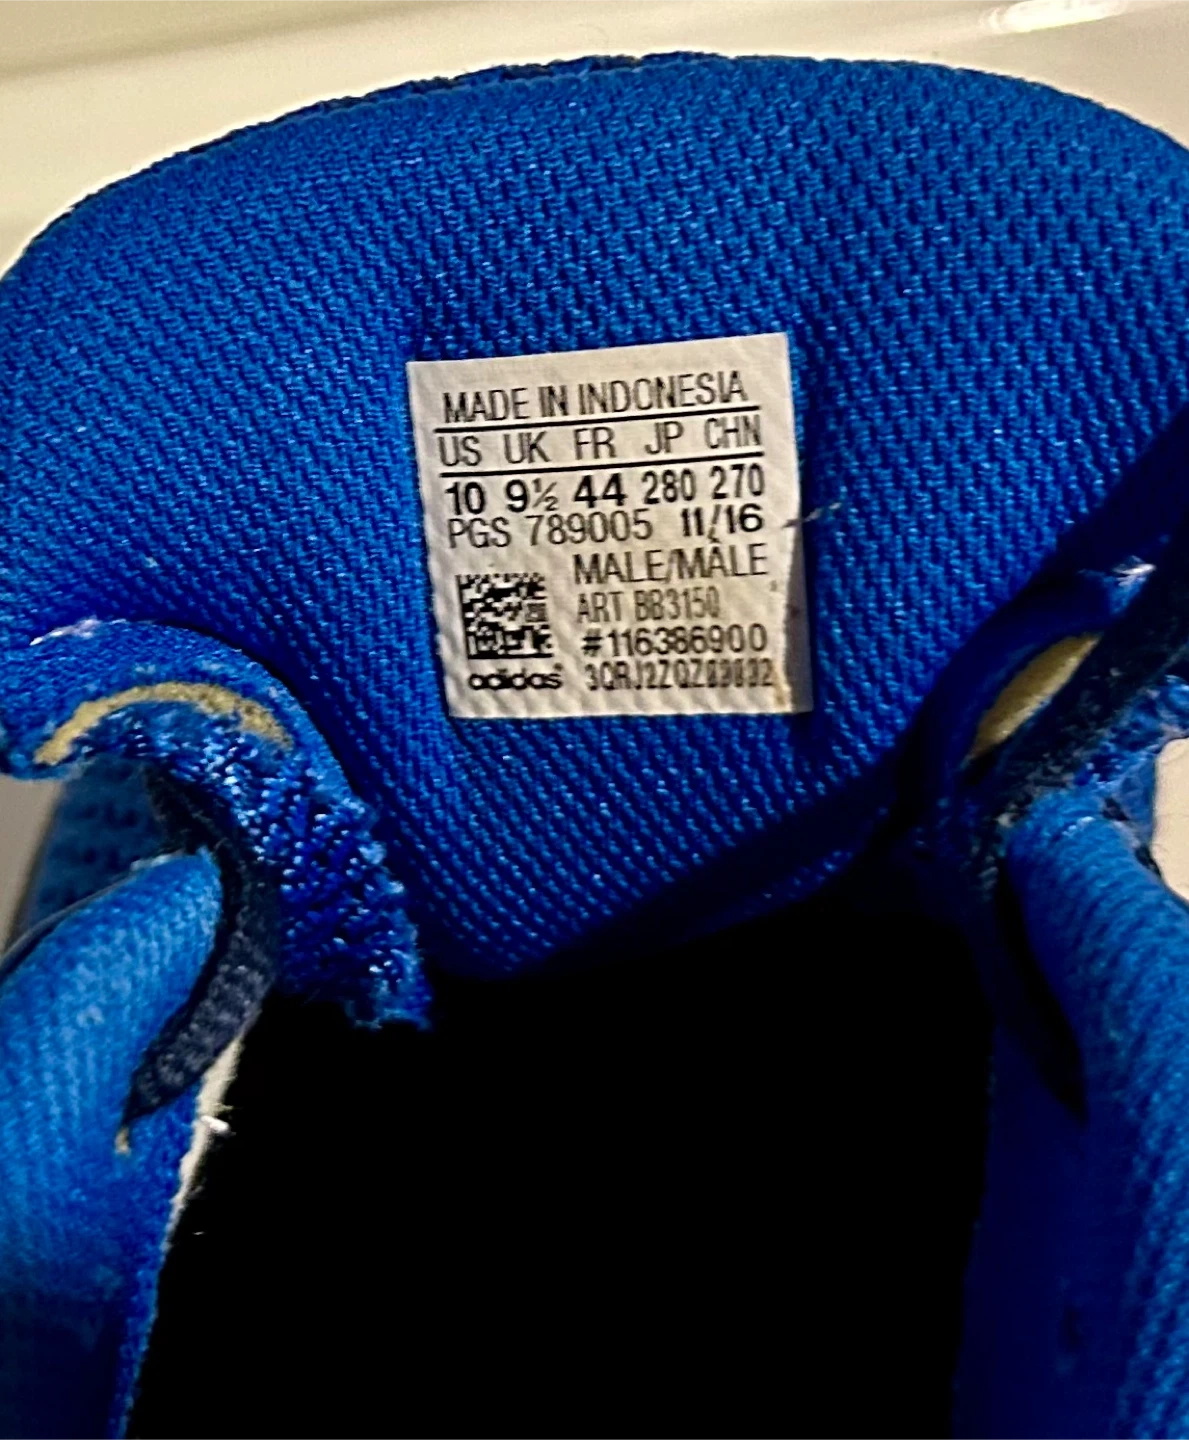 MADE IN INDONESIA
US UK FR JP CHN
10 9½ 44 280 270
PGS 789005 11/16
MALE/MÂLE
ART BB3150
#116386900
adidas